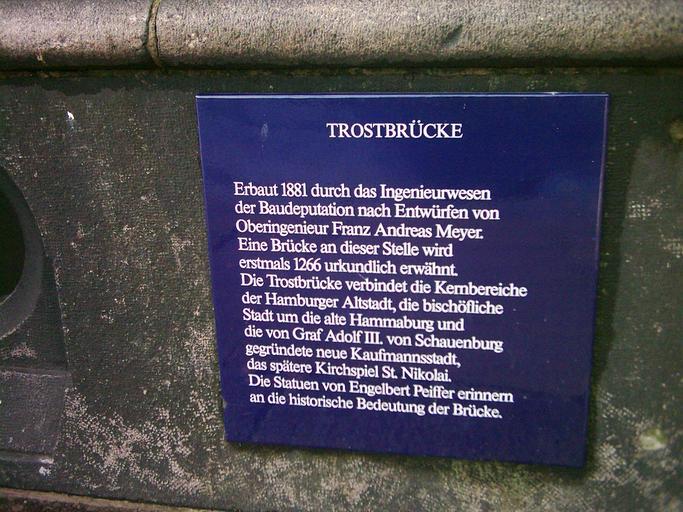 TROSTBRÜCKE
Erbaut 1881 durch das Ingenieurwesen
der Baudeputation nach Entwürfen von
Oberingenieur Franz Andreas Meyer.
Eine Brücke an dieser Stelle wird
erstmals 1266 urkundlich erwähnt.
Die Trostbrücke verbindet die Kernbereiche
der Hamburger Altstadt, die bischöfliche
Stadt um die alte Hammaburg und
die von Graf Adolf III. von Schauenburg
gegründete neue Kaufmannsstadt,
das spätere Kirchspiel St. Nikolai.
Die Statuen von Engelbert Peiffer erinnern
an die historische Bedeutung der Brücke.